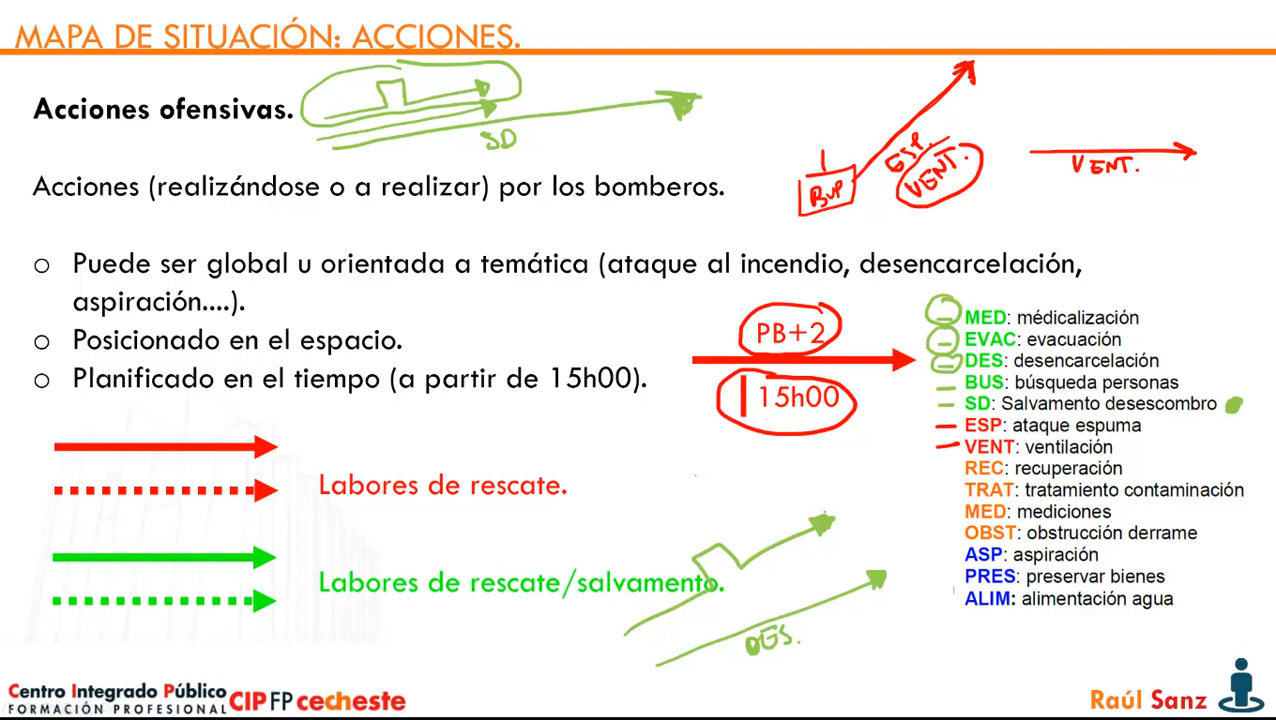 MAPA DE SITUACIÓN: ACCIONES.
Acciones ofensivas.
SD
ESP.
VENT.
BUP
VENT.
Acciones (realizándose o a realizar) por los bomberos.
o Puede ser global u orientada a temática (ataque al incendio, desencarcelación,
aspiración....).
o Posicionado en el espacio.
o Planificado en el tiempo (a partir de 15h00).
PB+2
15h00
MED: médicalización
EVAC: evacuación
DES: desencarcelación
BUS: búsqueda personas
SD: Salvamento desescombro
ESP: ataque espuma
VENT: ventilación
REC: recuperación
TRAT: tratamiento contaminación
MED: mediciones
OBST: obstrucción derrame
ASP: aspiración
PRES: preservar bienes
ALIM: alimentación agua
Labores de rescate.
Labores de rescate/salvamento.
DES.
Centro Integrado Público
FORMACIÓN PROFESIONAL
CIPFP cecheste
Raúl Sanz